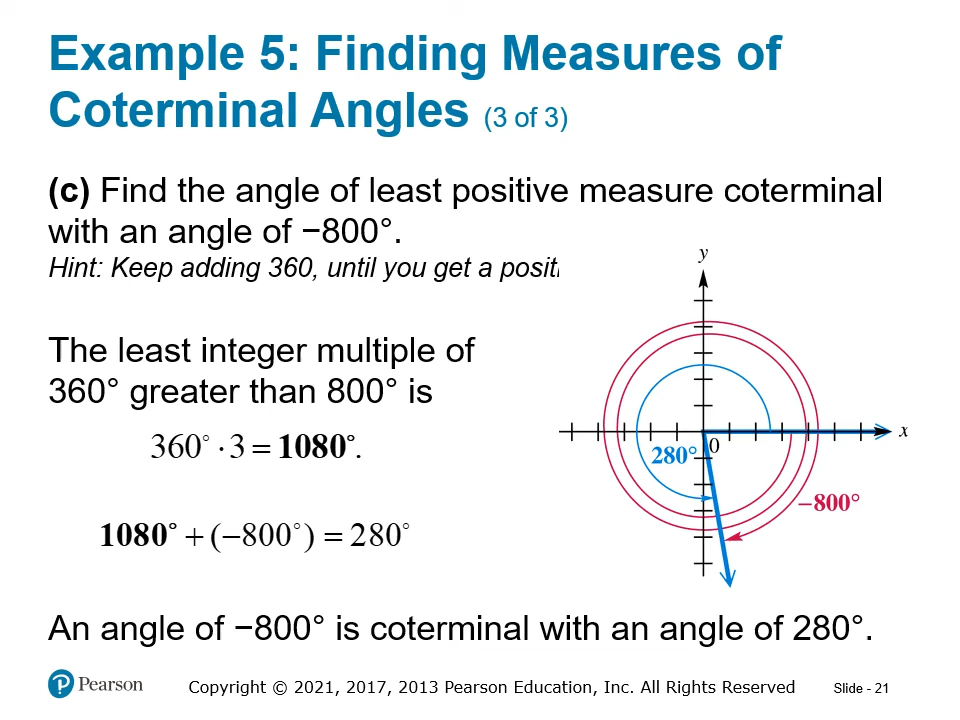 Example 5: Finding Measures of
Coterminal Angles (3 of 3)
(c) Find the angle of least positive measure coterminal
with an angle of −800°.
Hint: Keep adding 360, until you get a positi
The least integer multiple of
360° greater than 800° is
360° · 3 = 1080°.
1080° + (−800°) = 280°
y
x
0
280°
−800°
An angle of −800° is coterminal with an angle of 280°.
P Pearson
Copyright © 2021, 2017, 2013 Pearson Education, Inc. All Rights Reserved
Slide - 21